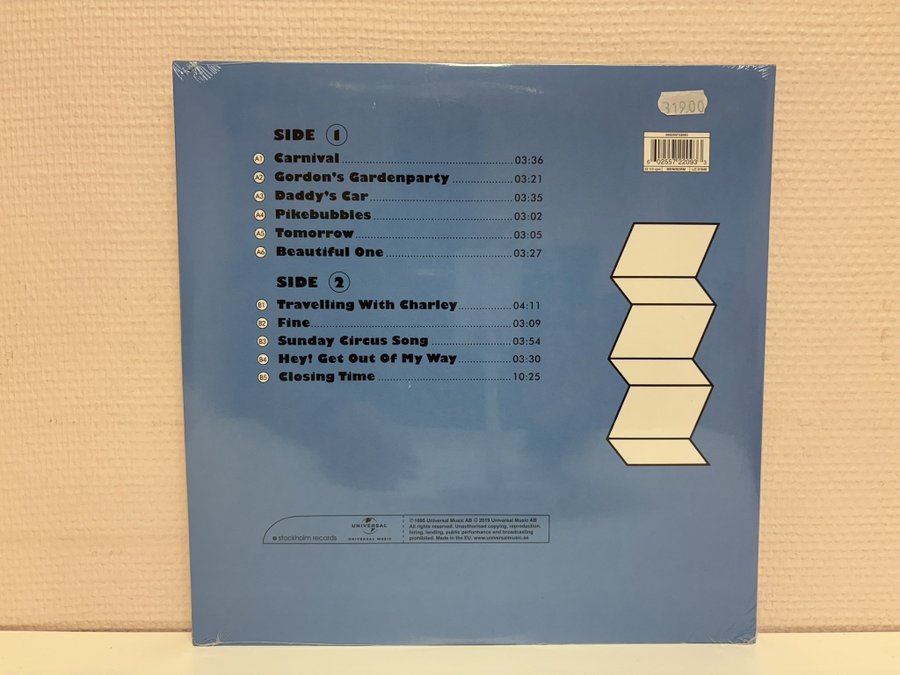 319,00
SIDE 1
A1 Carnival 03:36
A2 Gordon's Gardenparty 03:21
A3 Daddy's Car 03:35
A4 Pikebubbles 03:02
A5 Tomorrow 03:05
A6 Beautiful One 03:27
SIDE 2
B1 Travelling With Charley 04:11
B2 Fine 03:09
B3 Sunday Circus Song 03:54
B4 Hey! Get Out Of My Way 03:30
B5 Closing Time 10:25
6 02557 22093 3
stockholm records
UNIVERSAL
UNIVERSAL MUSIC
℗ 1995 Universal Music AB © 2019 Universal Music AB
All rights reserved. Unauthorised copying, reproduction,
hiring, lending, public performance and broadcasting
prohibited. Made in the EU. www.universalmusic.se